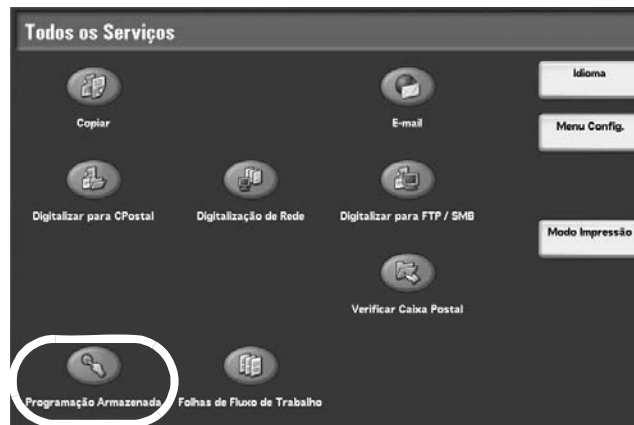 Todos os Serviços
Copiar
E-mail
Idioma
Menu Config.
Digitalizar para CPostal
Digitalização de Rede
Digitalizar para FTP / SMB
Modo Impressão
Verificar Caixa Postal
Programação Armazenada
Folhas de Fluxo de Trabalho